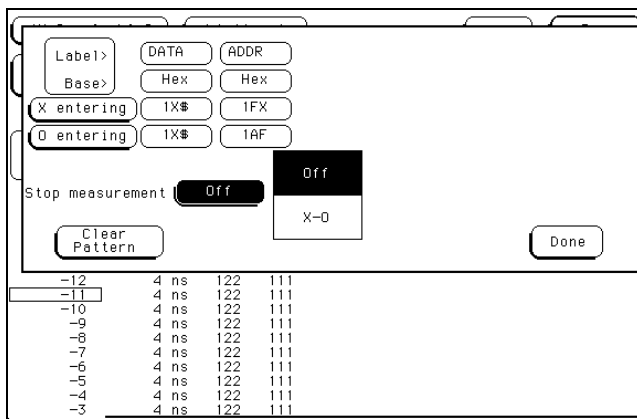 Label> DATA ADDR
Base> Hex Hex
X entering 1X$ 1FX
O entering 1X$ 1AF
Off
Stop measurement Off
X-O
Clear
Pattern
Done
-12 4 ns 122 111
-11 4 ns 122 111
-10 4 ns 122 111
-9 4 ns 122 111
-8 4 ns 122 111
-7 4 ns 122 111
-6 4 ns 122 111
-5 4 ns 122 111
-4 4 ns 122 111
-3 4 ns 122 111